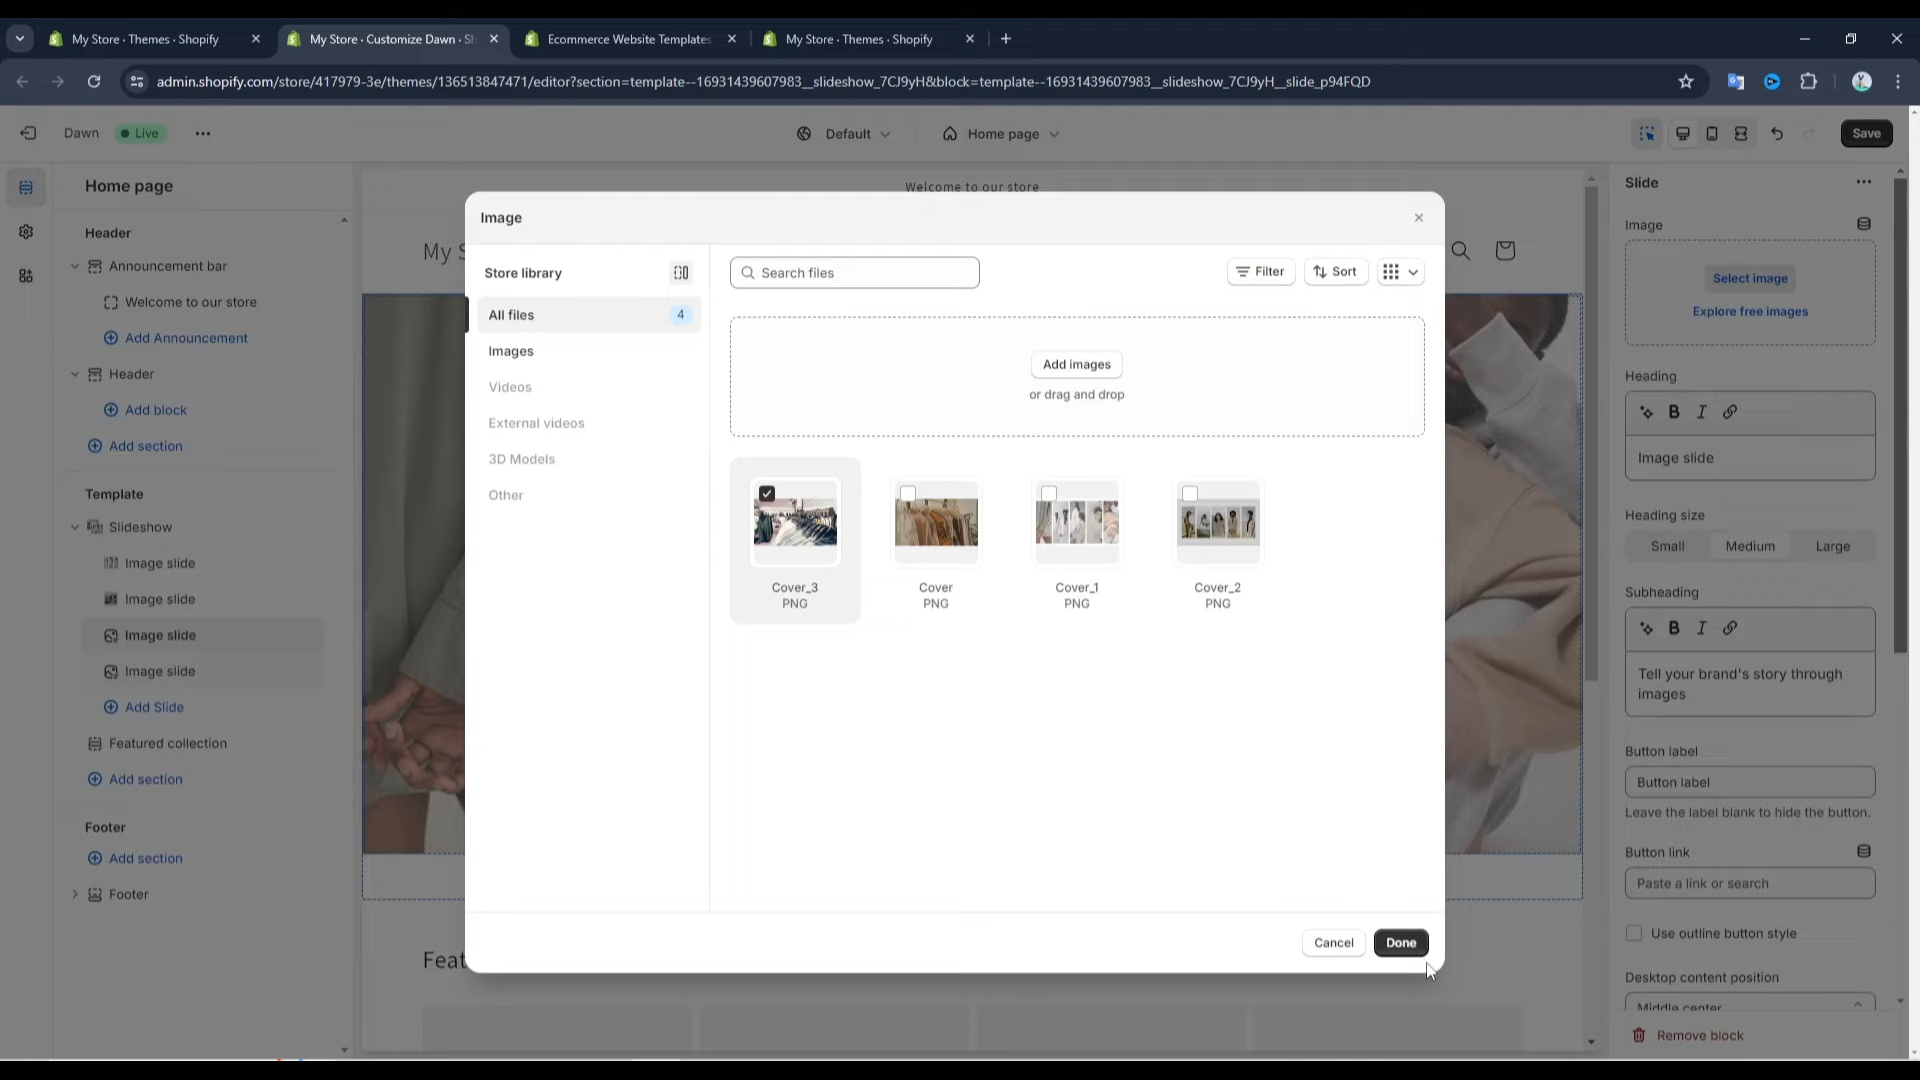 My Store · Themes · Shopify
My Store · Customize Dawn · Sh
Ecommerce Website Templates
My Store · Themes · Shopify
admin.shopify.com/store/417979-3e/themes/136513847471/editor?section=template--16931439607983__slideshow_7CJ9yH&block=template--16931439607983__slideshow_7CJ9yH__slide_p94FQD
Dawn
Live
Default
Home page
Save
Home page
Header
Announcement bar
Welcome to our store
Add Announcement
Header
Add block
Add section
Template
Slideshow
Image slide
Image slide
Image slide
Image slide
Add Slide
Featured collection
Add section
Footer
Add section
Footer
Welcome to our store
My S
Feat
Image
Store library
All files
4
Images
Videos
External videos
3D Models
Other
Search files
Filter
Sort
Add images
or drag and drop
Cover_3
PNG
Cover
PNG
Cover_1
PNG
Cover_2
PNG
Cancel
Done
Slide
Image
Select image
Explore free images
Heading
B I
Image slide
Heading size
Small
Medium
Large
Subheading
B I
Tell your brand's story through
images
Button label
Button label
Leave the label blank to hide the button.
Button link
Paste a link or search
Use outline button style
Desktop content position
Middle center
Remove block